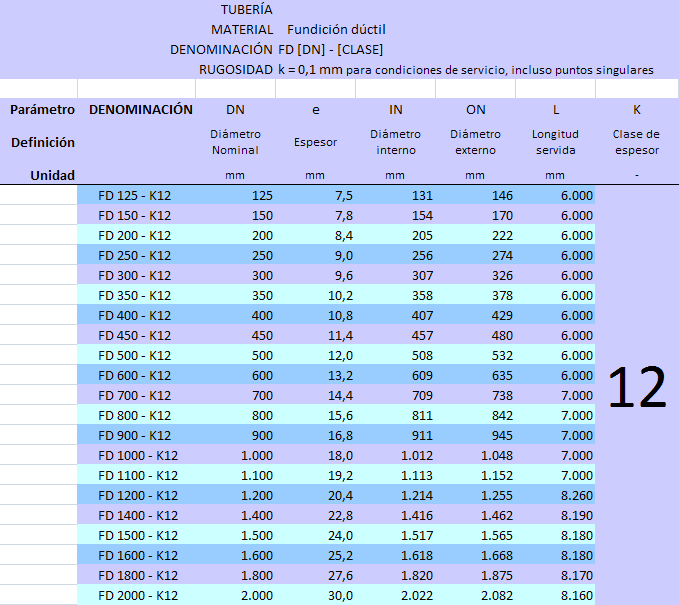 TUBERÍA
MATERIAL Fundición dúctil
DENOMINACIÓN FD [DN] - [CLASE]
RUGOSIDAD k = 0,1 mm para condiciones de servicio, incluso puntos singulares
Parámetro DENOMINACIÓN DN e IN ON L K
Definición Diámetro Nominal Espesor Diámetro interno Diámetro externo Longitud servida Clase de espesor
Unidad mm mm mm mm mm -
FD 125 - K12 125 7,5 131 146 6.000
FD 150 - K12 150 7,8 154 170 6.000
FD 200 - K12 200 8,4 205 222 6.000
FD 250 - K12 250 9,0 256 274 6.000
FD 300 - K12 300 9,6 307 326 6.000
FD 350 - K12 350 10,2 358 378 6.000
FD 400 - K12 400 10,8 407 429 6.000
FD 450 - K12 450 11,4 457 480 6.000
FD 500 - K12 500 12,0 508 532 6.000
FD 600 - K12 600 13,2 609 635 6.000
FD 700 - K12 700 14,4 709 738 7.000
FD 800 - K12 800 15,6 811 842 7.000
FD 900 - K12 900 16,8 911 945 7.000
FD 1000 - K12 1.000 18,0 1.012 1.048 7.000
FD 1100 - K12 1.100 19,2 1.113 1.152 7.000
FD 1200 - K12 1.200 20,4 1.214 1.255 8.260
FD 1400 - K12 1.400 22,8 1.416 1.462 8.190
FD 1500 - K12 1.500 24,0 1.517 1.565 8.180
FD 1600 - K12 1.600 25,2 1.618 1.668 8.180
FD 1800 - K12 1.800 27,6 1.820 1.875 8.170
FD 2000 - K12 2.000 30,0 2.022 2.082 8.160
12